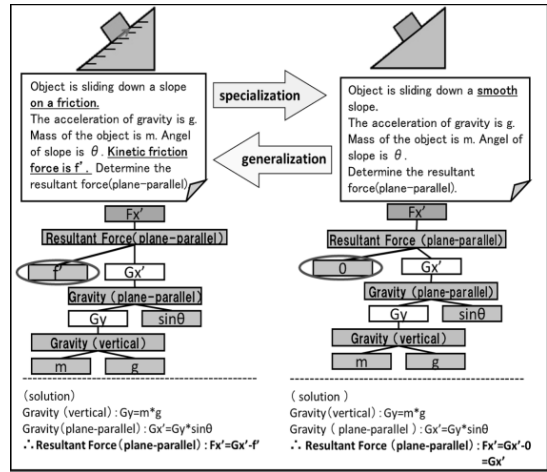 Object is sliding down a slope
on a friction.
The acceleration of gravity is g.
Mass of the object is m. Angel
of slope is θ. Kinetic friction
force is f'. Determine the
resultant force(plane-parallel)
specialization
generalization
Object is sliding down a smooth
slope.
The acceleration of gravity is g.
Mass of the object is m. Angel
of slope is θ.
Determine the resultant
force(plane-parallel).
Fx'
Resultant Force (plane-parallel)
f'
Gx'
Gravity (plane-parallel)
Gy
sinθ
Gravity (vertical)
m
g
Fx'
Resultant Force (plane-parallel)
0
Gx'
Gravity (plane-parallel)
Gy
sinθ
Gravity (vertical)
m
g
(solution)
Gravity (vertical) : Gy=m*g
Gravity (plane-parallel) : Gx'=Gy*sinθ
∴ Resultant Force (plane-parallel) : Fx'=Gx'-f'
( solution )
Gravity (vertical) : Gy=m*g
Gravity ( plane-parallel ) : Gx'=Gy*sinθ
∴ Resultant Force (plane-parallel) : Fx'=Gx'-0
=Gx'